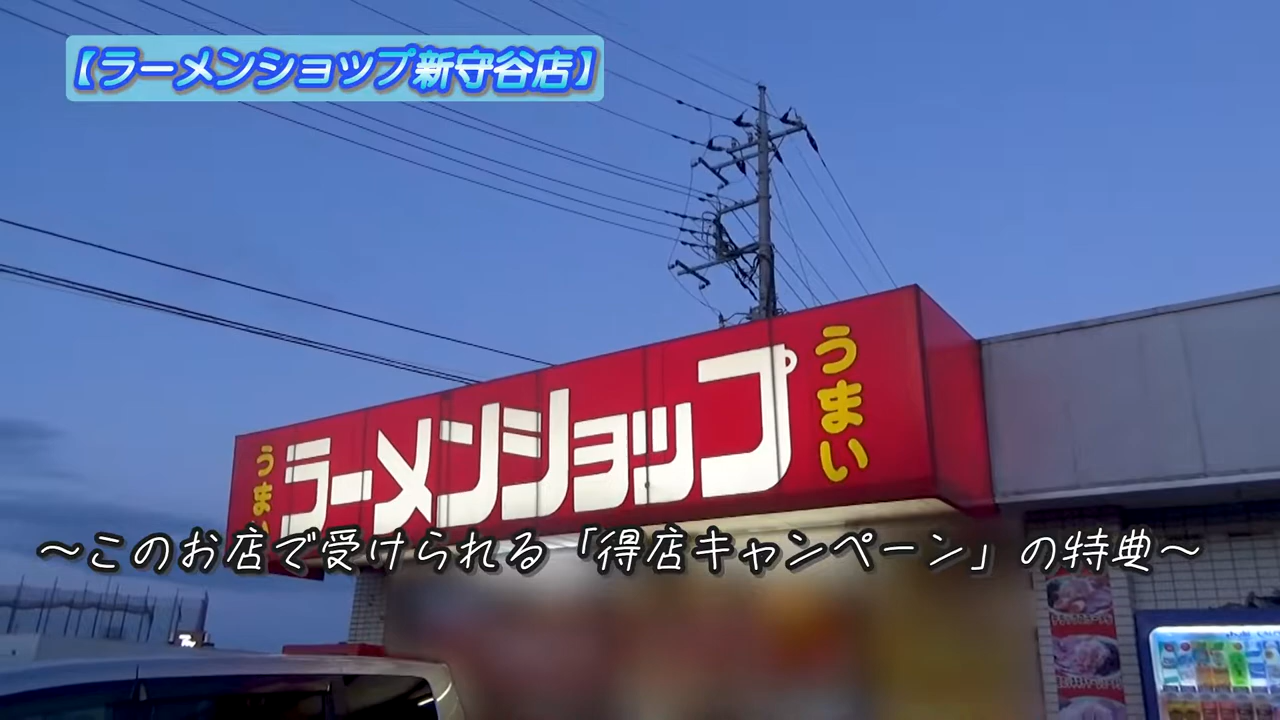 【ラーメンショップ新守谷店】
うまい
ラーメンショップ
うまい
～このお店で受けられる「得店キャンペーン」の特典～